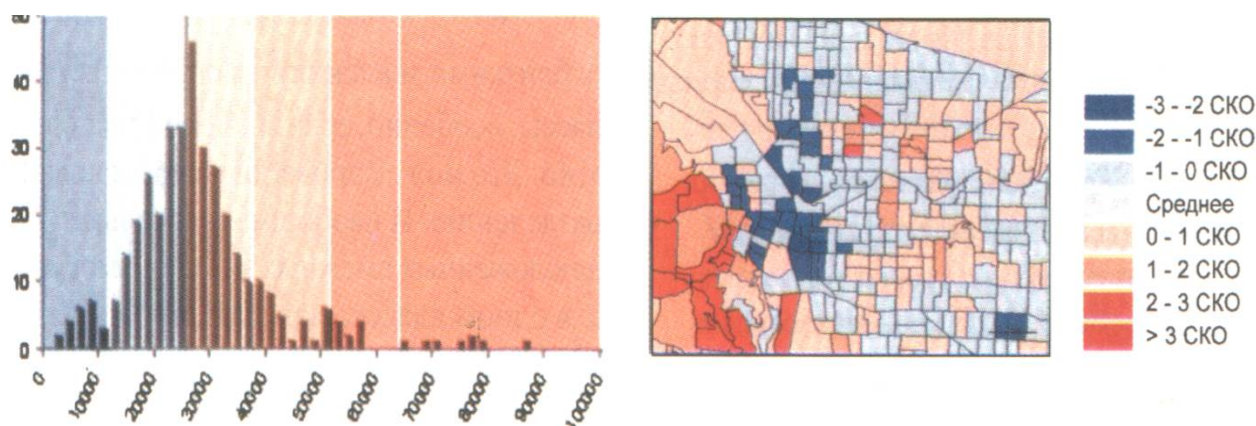 50
40
30
20
10
0
0
10000
20000
30000
40000
50000
60000
70000
80000
90000
100000
-3 - -2 СКО
-2 - -1 СКО
-1 - 0 СКО
Среднее
0 - 1 СКО
1 - 2 СКО
2 - 3 СКО
> 3 СКО